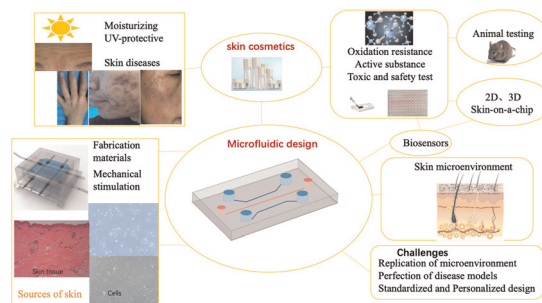 Moisturizing
UV-protective
Skin diseases
skin cosmetics
Oxidation resistance
Active substance
Toxic and safety test
Animal testing
2D、3D
Skin-on-a-chip
Biosensors
Fabrication
materials
Mechanical
stimulation
Skin tissue
Cells
Sources of skin
Microfluidic design
Skin microenvironment
Challenges
Replication of microenvironment
Perfection of disease models
Standardized and Personalized design